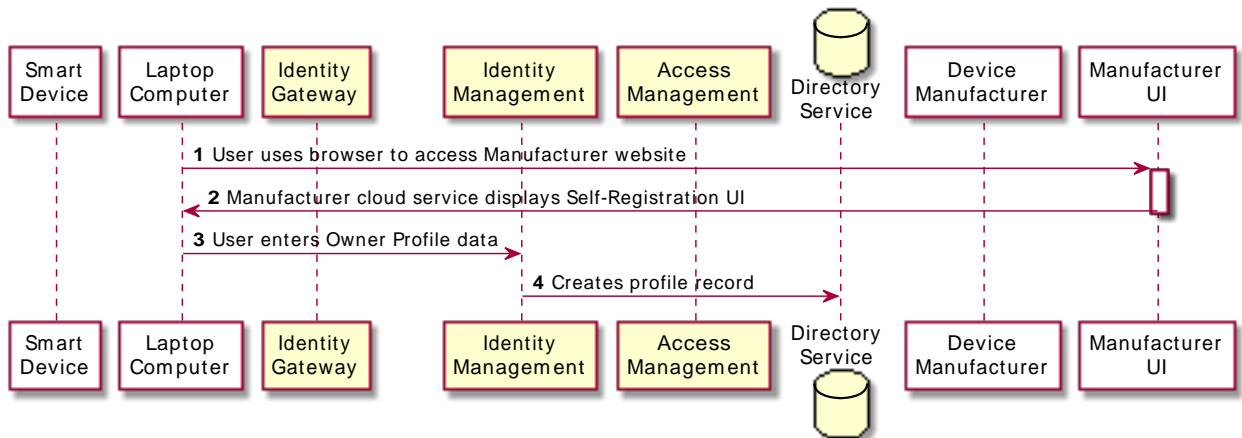 Smart
Device
Laptop
Computer
Identity
Gateway
Identity
Management
Access
Management
Directory
Service
Device
Manufacturer
Manufacturer
UI
1 User uses browser to access Manufacturer website
2 Manufacturer cloud service displays Self-Registration UI
3 User enters Owner Profile data
4 Creates profile record
Smart
Device
Laptop
Computer
Identity
Gateway
Identity
Management
Access
Management
Directory
Service
Device
Manufacturer
Manufacturer
UI